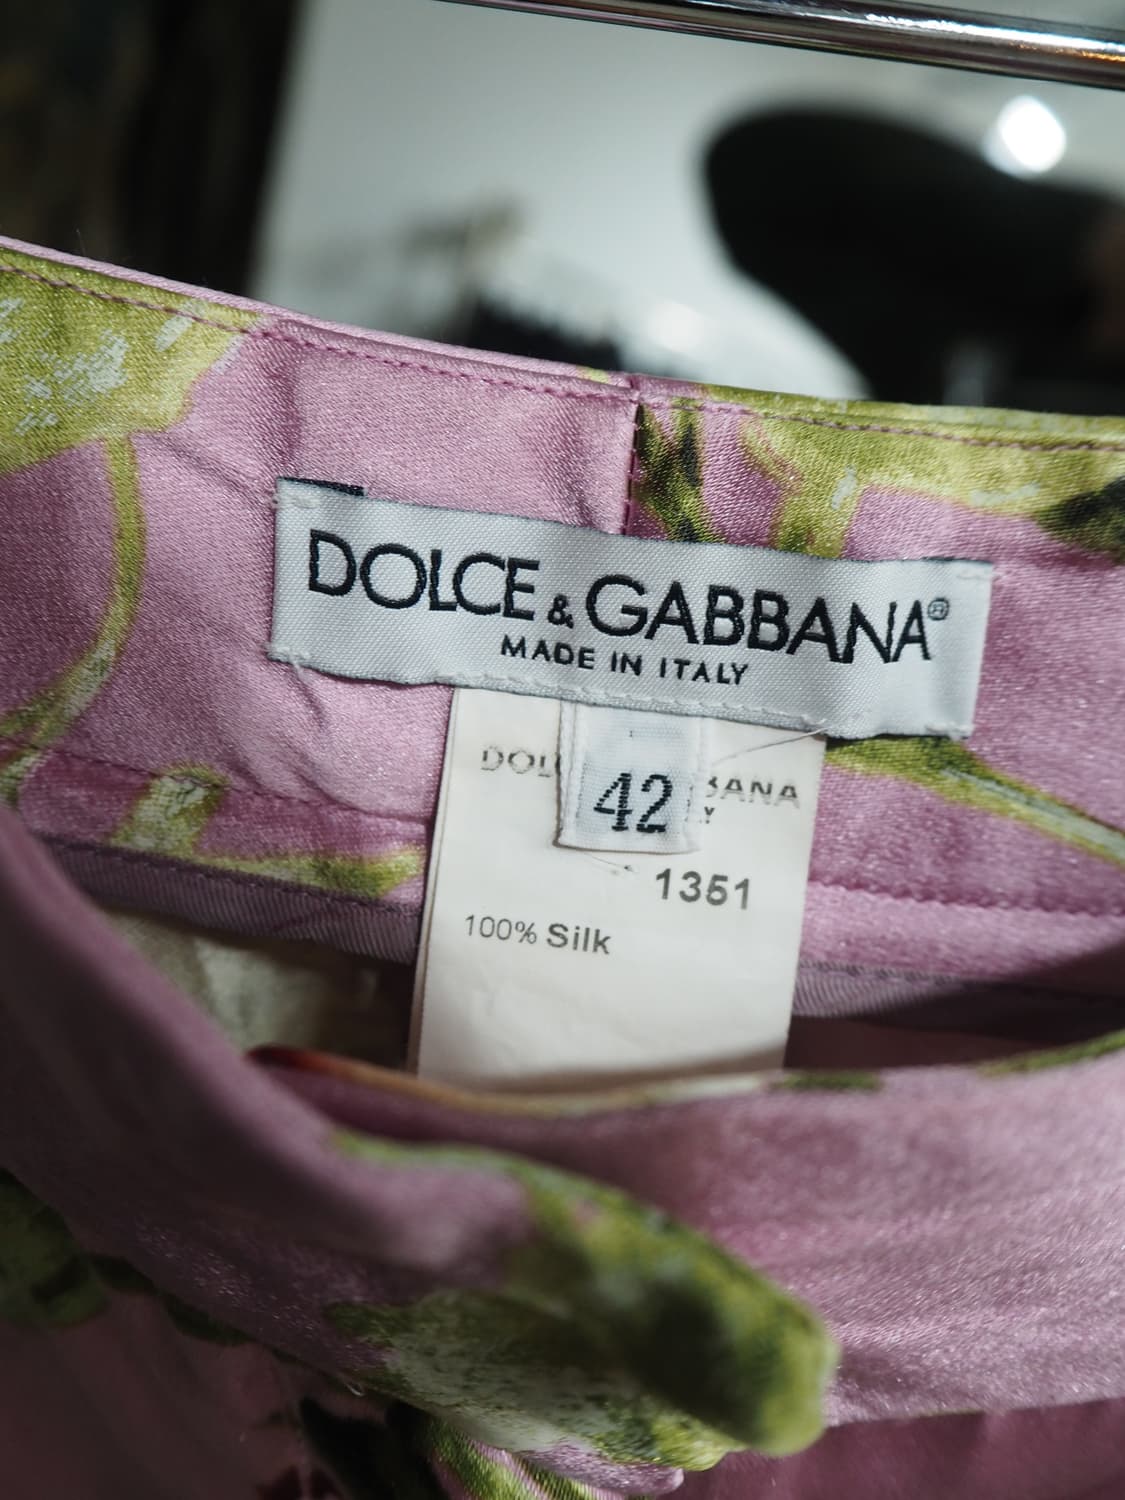 DOLCE & GABBANA®
MADE IN ITALY
42
1351
100% Silk